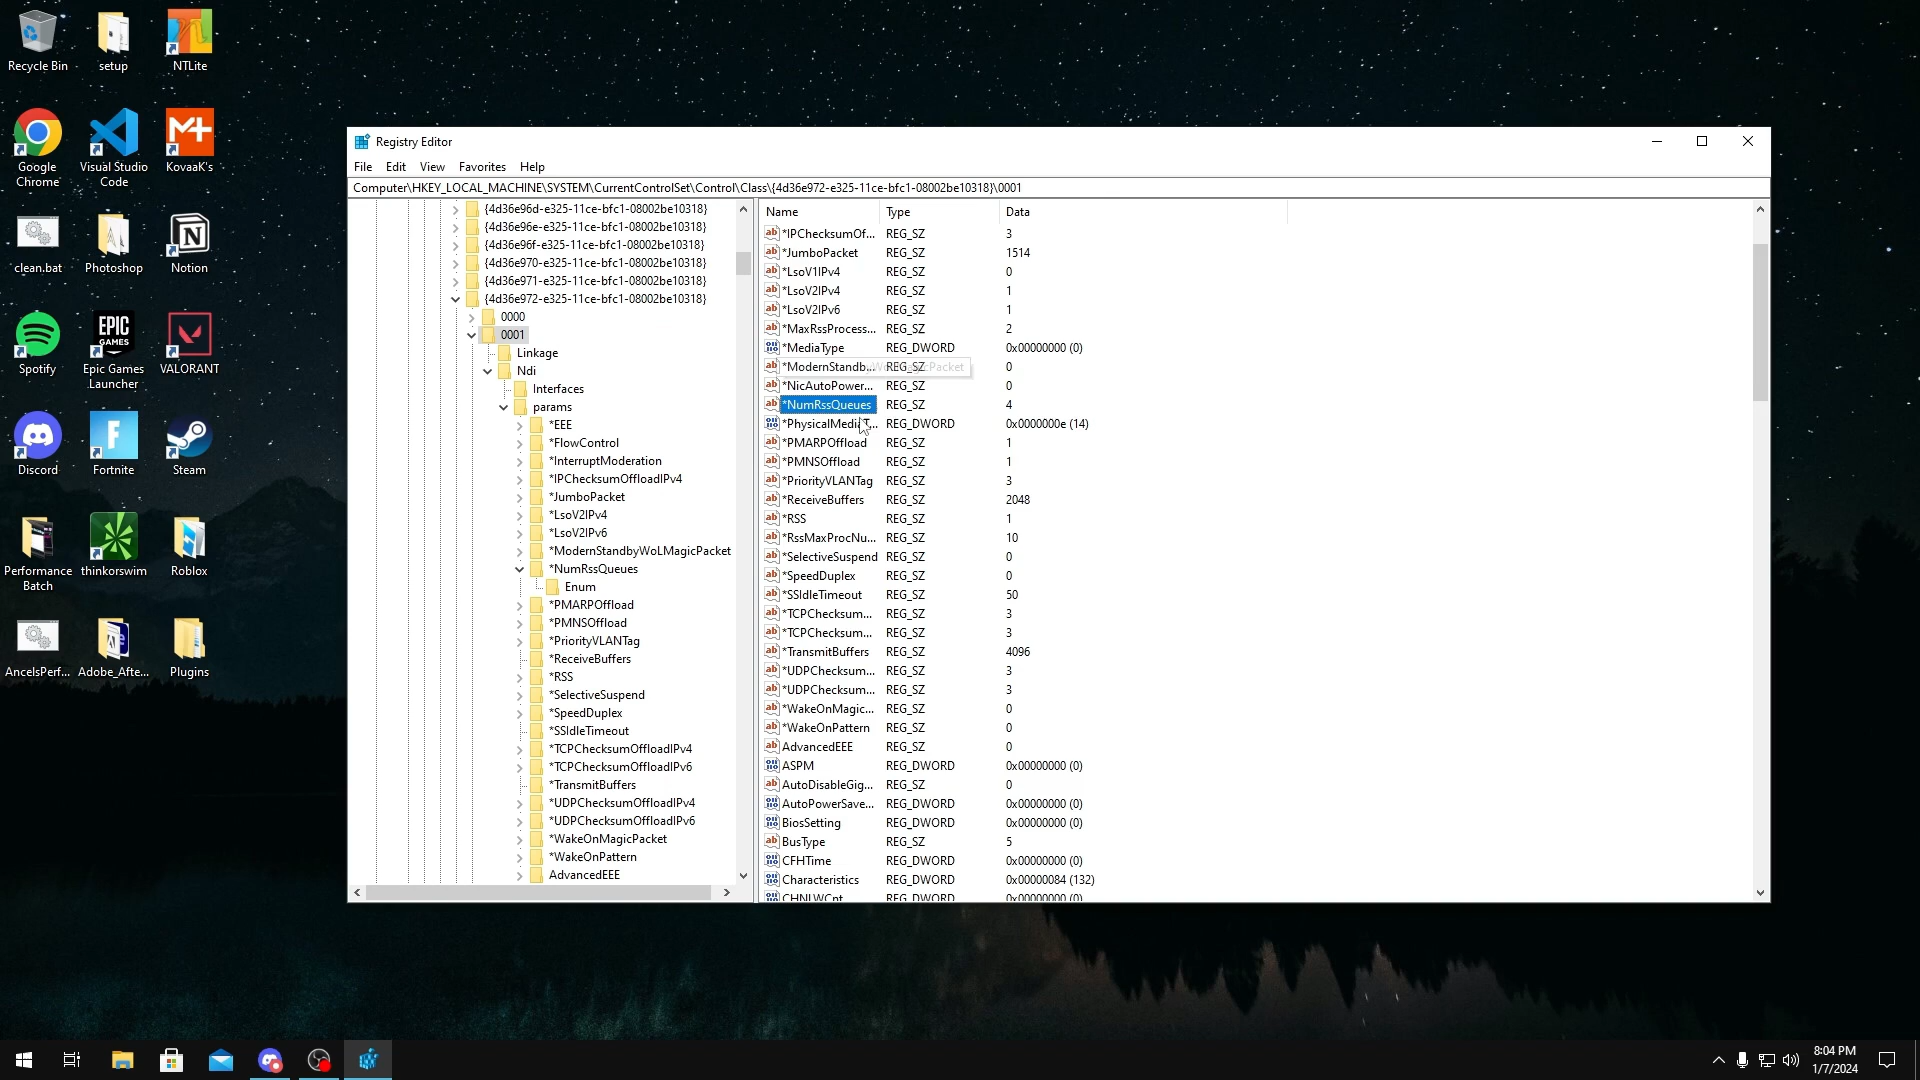 Recycle Bin
setup
NTLite
Google
Chrome
Visual Studio
Code
KovaaK's
clean.bat
Photoshop
Notion
Spotify
EPIC
GAMES
Epic Games
Launcher
VALORANT
Discord
Fortnite
Steam
Performance
Batch
thinkorswim
Roblox
AncelsPerf...
Adobe_Afte...
Plugins
Registry Editor
File Edit View Favorites Help
Computer\HKEY_LOCAL_MACHINE\SYSTEM\CurrentControlSet\Control\Class\{4d36e972-e325-11ce-bfc1-08002be10318}\0001
{4d36e96d-e325-11ce-bfc1-08002be10318}
{4d36e96e-e325-11ce-bfc1-08002be10318}
{4d36e96f-e325-11ce-bfc1-08002be10318}
{4d36e970-e325-11ce-bfc1-08002be10318}
{4d36e971-e325-11ce-bfc1-08002be10318}
{4d36e972-e325-11ce-bfc1-08002be10318}
0000
0001
Linkage
Ndi
Interfaces
params
*EEE
*FlowControl
*InterruptModeration
*IPChecksumOffloadIPv4
*JumboPacket
*LsoV2IPv4
*LsoV2IPv6
*ModernStandbyWoLMagicPacket
*NumRssQueues
Enum
*PMARPOffload
*PMNSOffload
*PriorityVLANTag
*ReceiveBuffers
*RSS
*SelectiveSuspend
*SpeedDuplex
*SSIdleTimeout
*TCPChecksumOffloadIPv4
*TCPChecksumOffloadIPv6
*TransmitBuffers
*UDPChecksumOffloadIPv4
*UDPChecksumOffloadIPv6
*WakeOnMagicPacket
*WakeOnPattern
AdvancedEEE
Name Type Data
*IPChecksumOf... REG_SZ 3
*JumboPacket REG_SZ 1514
*LsoV1IPv4 REG_SZ 0
*LsoV2IPv4 REG_SZ 1
*LsoV2IPv6 REG_SZ 1
*MaxRssProcess... REG_SZ 2
*MediaType REG_DWORD 0x00000000 (0)
*ModernStandb... REG_SZ 0
*NicAutoPower... REG_SZ 0
*NumRssQueues REG_SZ 4
*PhysicalMediaT... REG_DWORD 0x0000000e (14)
*PMARPOffload REG_SZ 1
*PMNSOffload REG_SZ 1
*PriorityVLANTag REG_SZ 3
*ReceiveBuffers REG_SZ 2048
*RSS REG_SZ 1
*RssMaxProcNu... REG_SZ 10
*SelectiveSuspend REG_SZ 0
*SpeedDuplex REG_SZ 0
*SSIdleTimeout REG_SZ 50
*TCPChecksum... REG_SZ 3
*TCPChecksum... REG_SZ 3
*TransmitBuffers REG_SZ 4096
*UDPChecksum... REG_SZ 3
*UDPChecksum... REG_SZ 3
*WakeOnMagic... REG_SZ 0
*WakeOnPattern REG_SZ 0
AdvancedEEE REG_SZ 0
ASPM REG_DWORD 0x00000000 (0)
AutoDisableGig... REG_SZ 0
AutoPowerSave... REG_DWORD 0x00000000 (0)
BiosSetting REG_DWORD 0x00000000 (0)
BusType REG_SZ 5
CFHTime REG_DWORD 0x00000000 (0)
Characteristics REG_DWORD 0x00000084 (132)
CHNLWCnt REG_DWORD 0x00000000 (0)
8:04 PM
1/7/2024